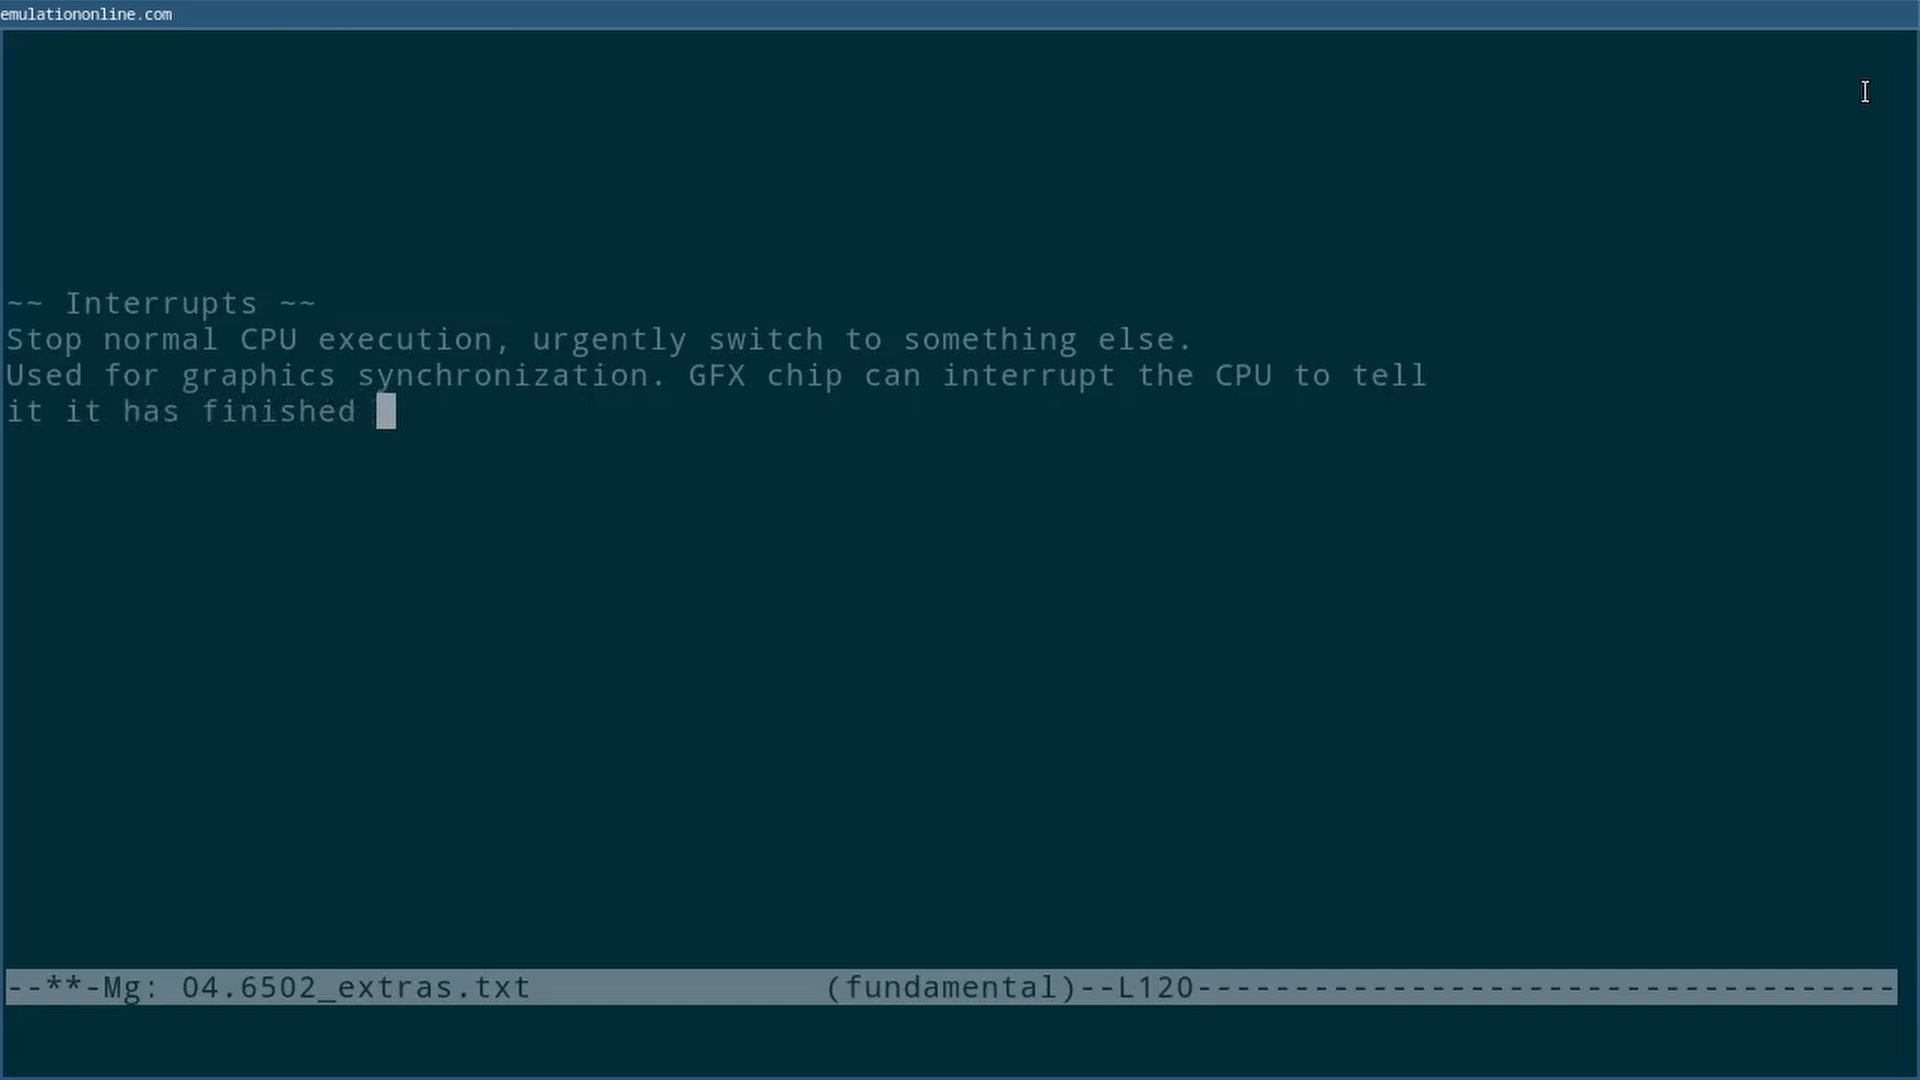 emulationonline.com
~~ Interrupts ~~
Stop normal CPU execution, urgently switch to something else.
Used for graphics synchronization. GFX chip can interrupt the CPU to tell
it it has finished
--**-Mg: 04.6502_extras.txt (fundamental)--L120------------------------------------